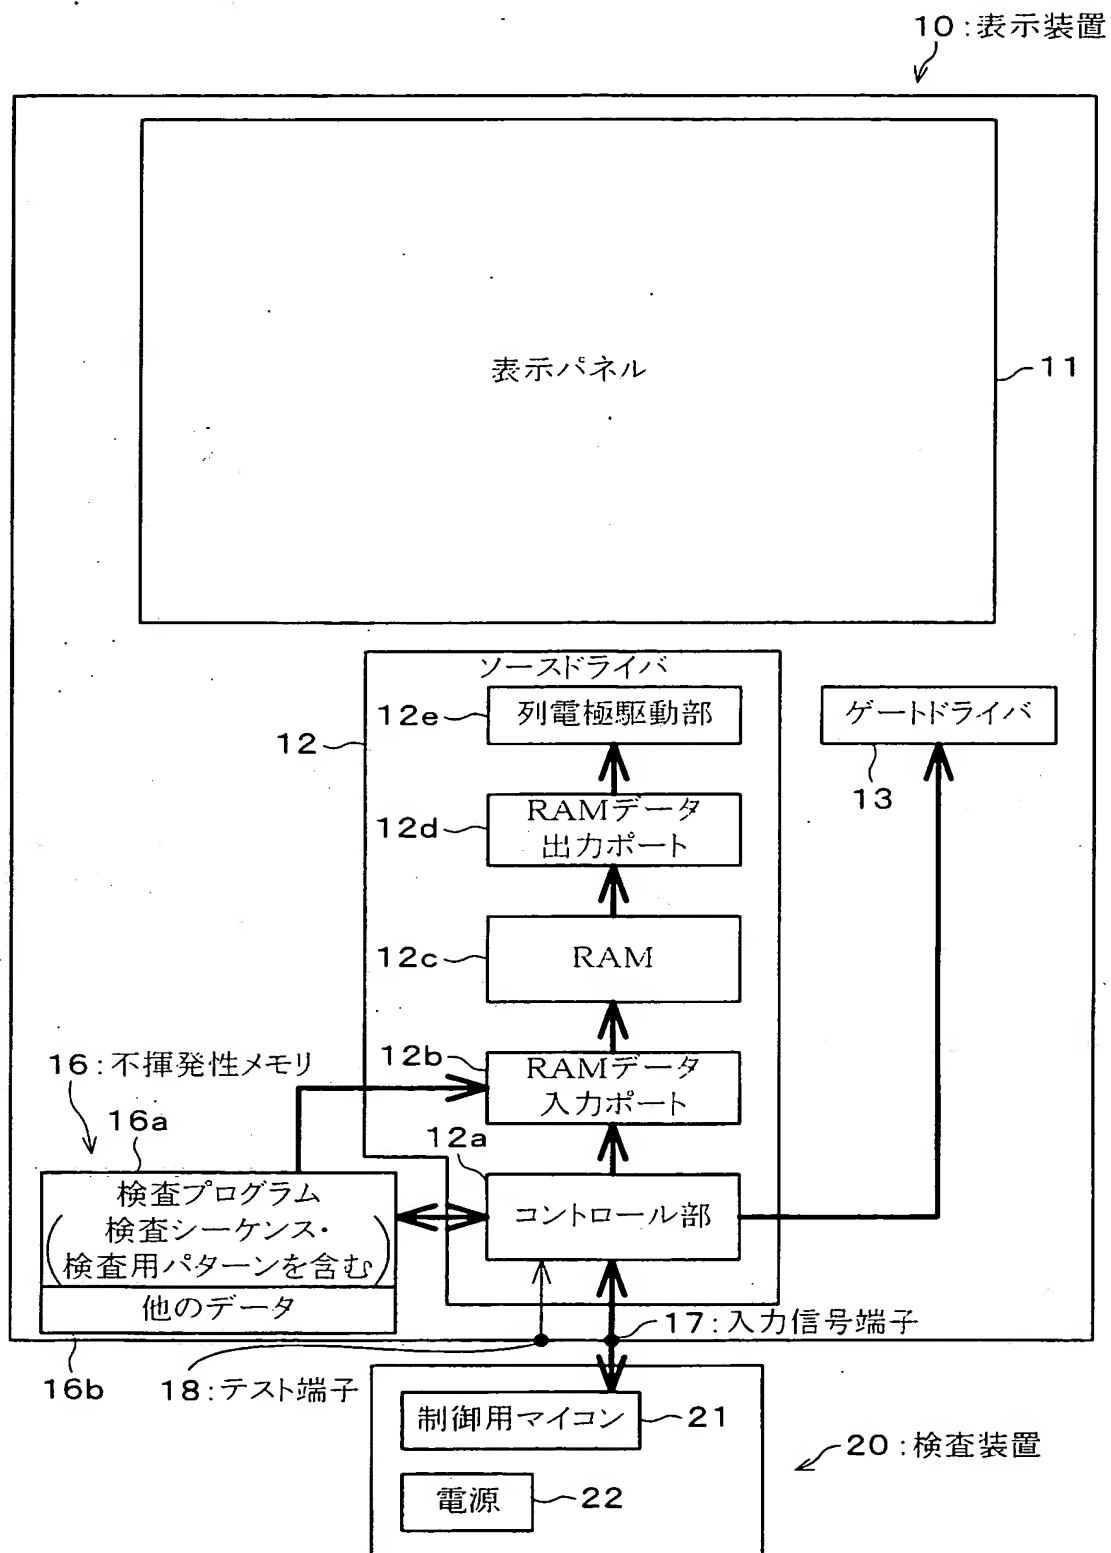 10:表示装置
表示パネル
11
ソースドライバ
12e
列電極駆動部
ゲートドライバ
12
13
12d
RAMデータ
出力ポート
12c
RAM
16:不揮発性メモリ
12b
RAMデータ
入力ポート
16a
12a
検査プログラム
(検査シーケンス・
検査用パターンを含む)
コントロール部
他のデータ
17:入力信号端子
16b
18:テスト端子
制御用マイコン
21
20:検査装置
電源
22